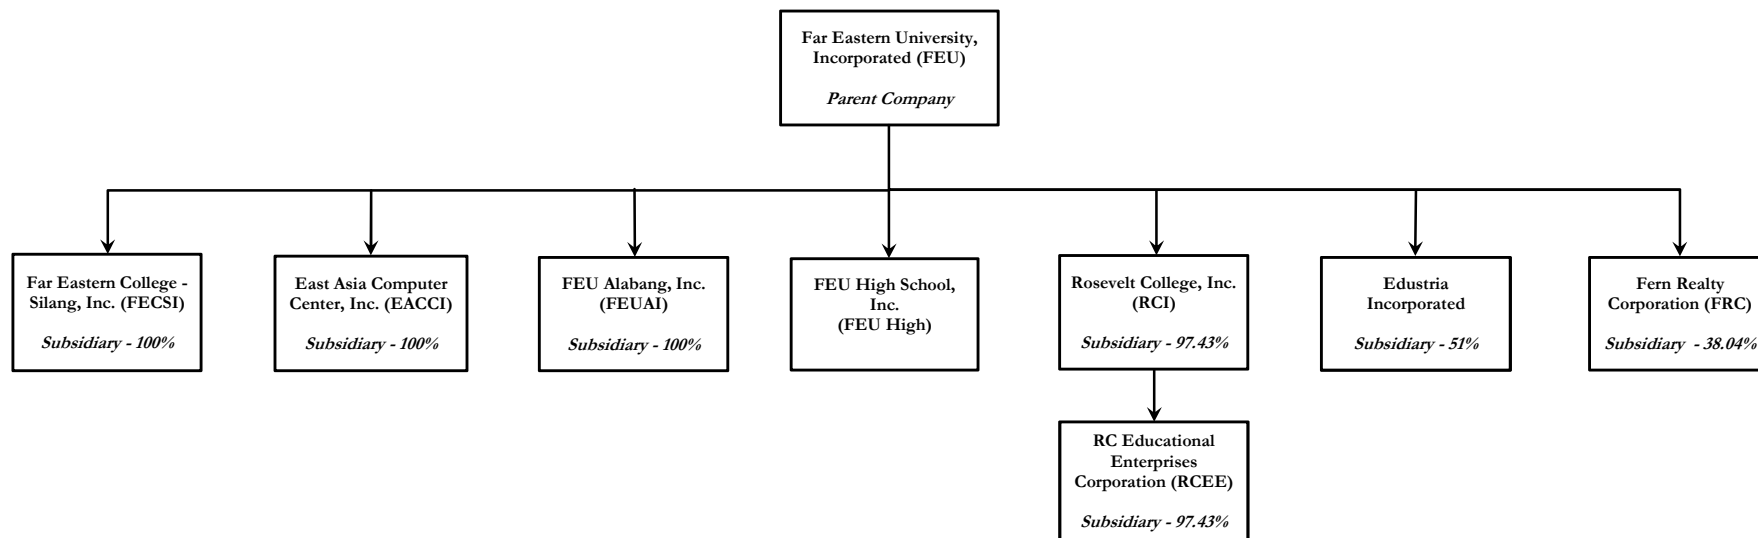 Far Eastern University,
Incorporated (FEU)
Parent Company
Far Eastern College -
Silang, Inc. (FECSI)
Subsidiary - 100%
East Asia Computer
Center, Inc. (EACCI)
Subsidiary - 100%
FEU Alabang, Inc.
(FEUAI)
Subsidiary - 100%
FEU High School,
Inc.
(FEU High)
Rosevelt College, Inc.
(RCI)
Subsidiary - 97.43%
Edustria
Incorporated
Subsidiary - 51%
Fern Realty
Corporation (FRC)
Subsidiary - 38.04%
RC Educational
Enterprises
Corporation (RCEE)
Subsidiary - 97.43%